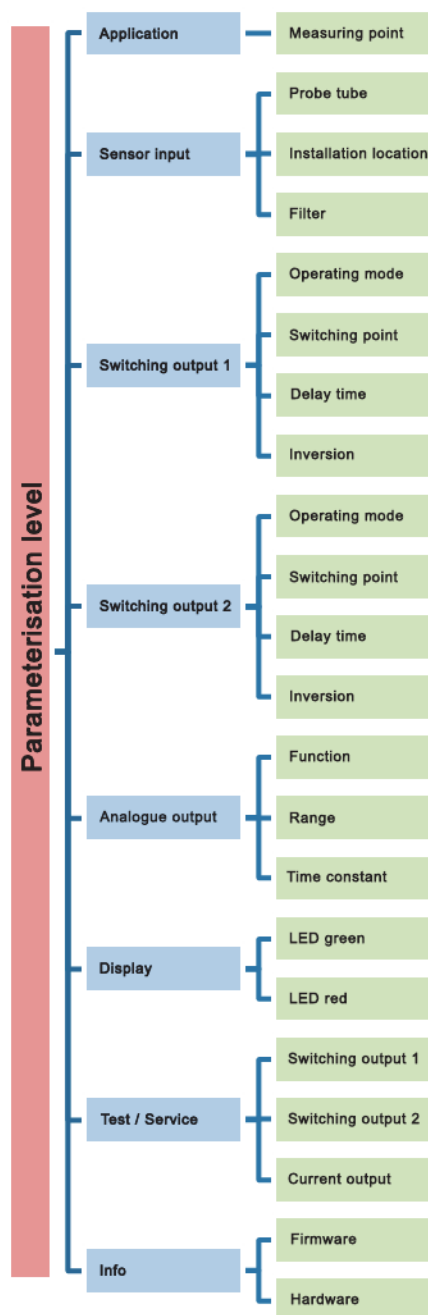 Parameterisation level
Application
Measuring point
Sensor input
Probe tube
Installation location
Filter
Switching output 1
Operating mode
Switching point
Delay time
Inversion
Switching output 2
Operating mode
Switching point
Delay time
Inversion
Analogue output
Function
Range
Time constant
Display
LED green
LED red
Test / Service
Switching output 1
Switching output 2
Current output
Info
Firmware
Hardware